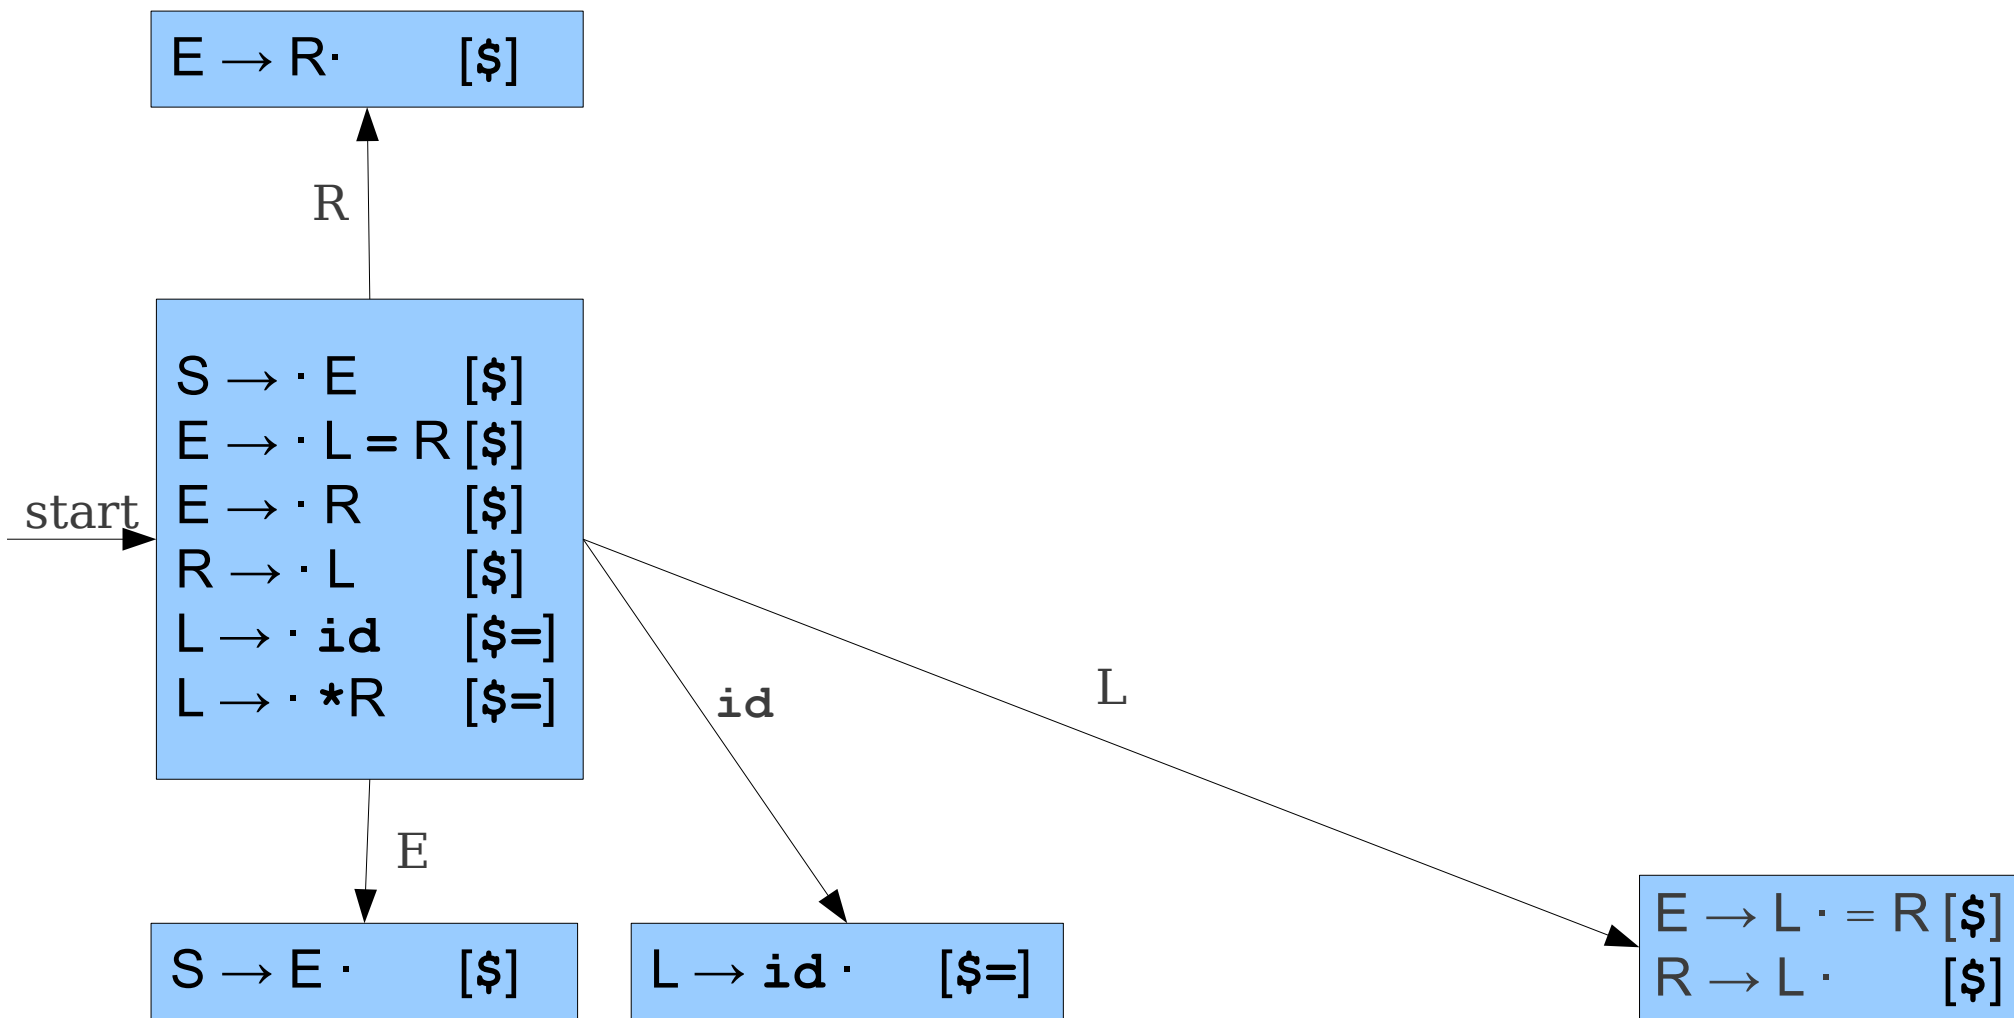 E → R· [$]
R
S → · E [$]
E → · L = R [$]
E → · R [$]
start
R → · L [$]
L → · id [$=]
L → · *R [$=]
id
L
E
S → E · [$]
L → id · [$=]
E → L · = R [$]
R → L · [$]